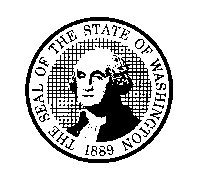 THE SEAL OF THE STATE OF WASHINGTON
1889